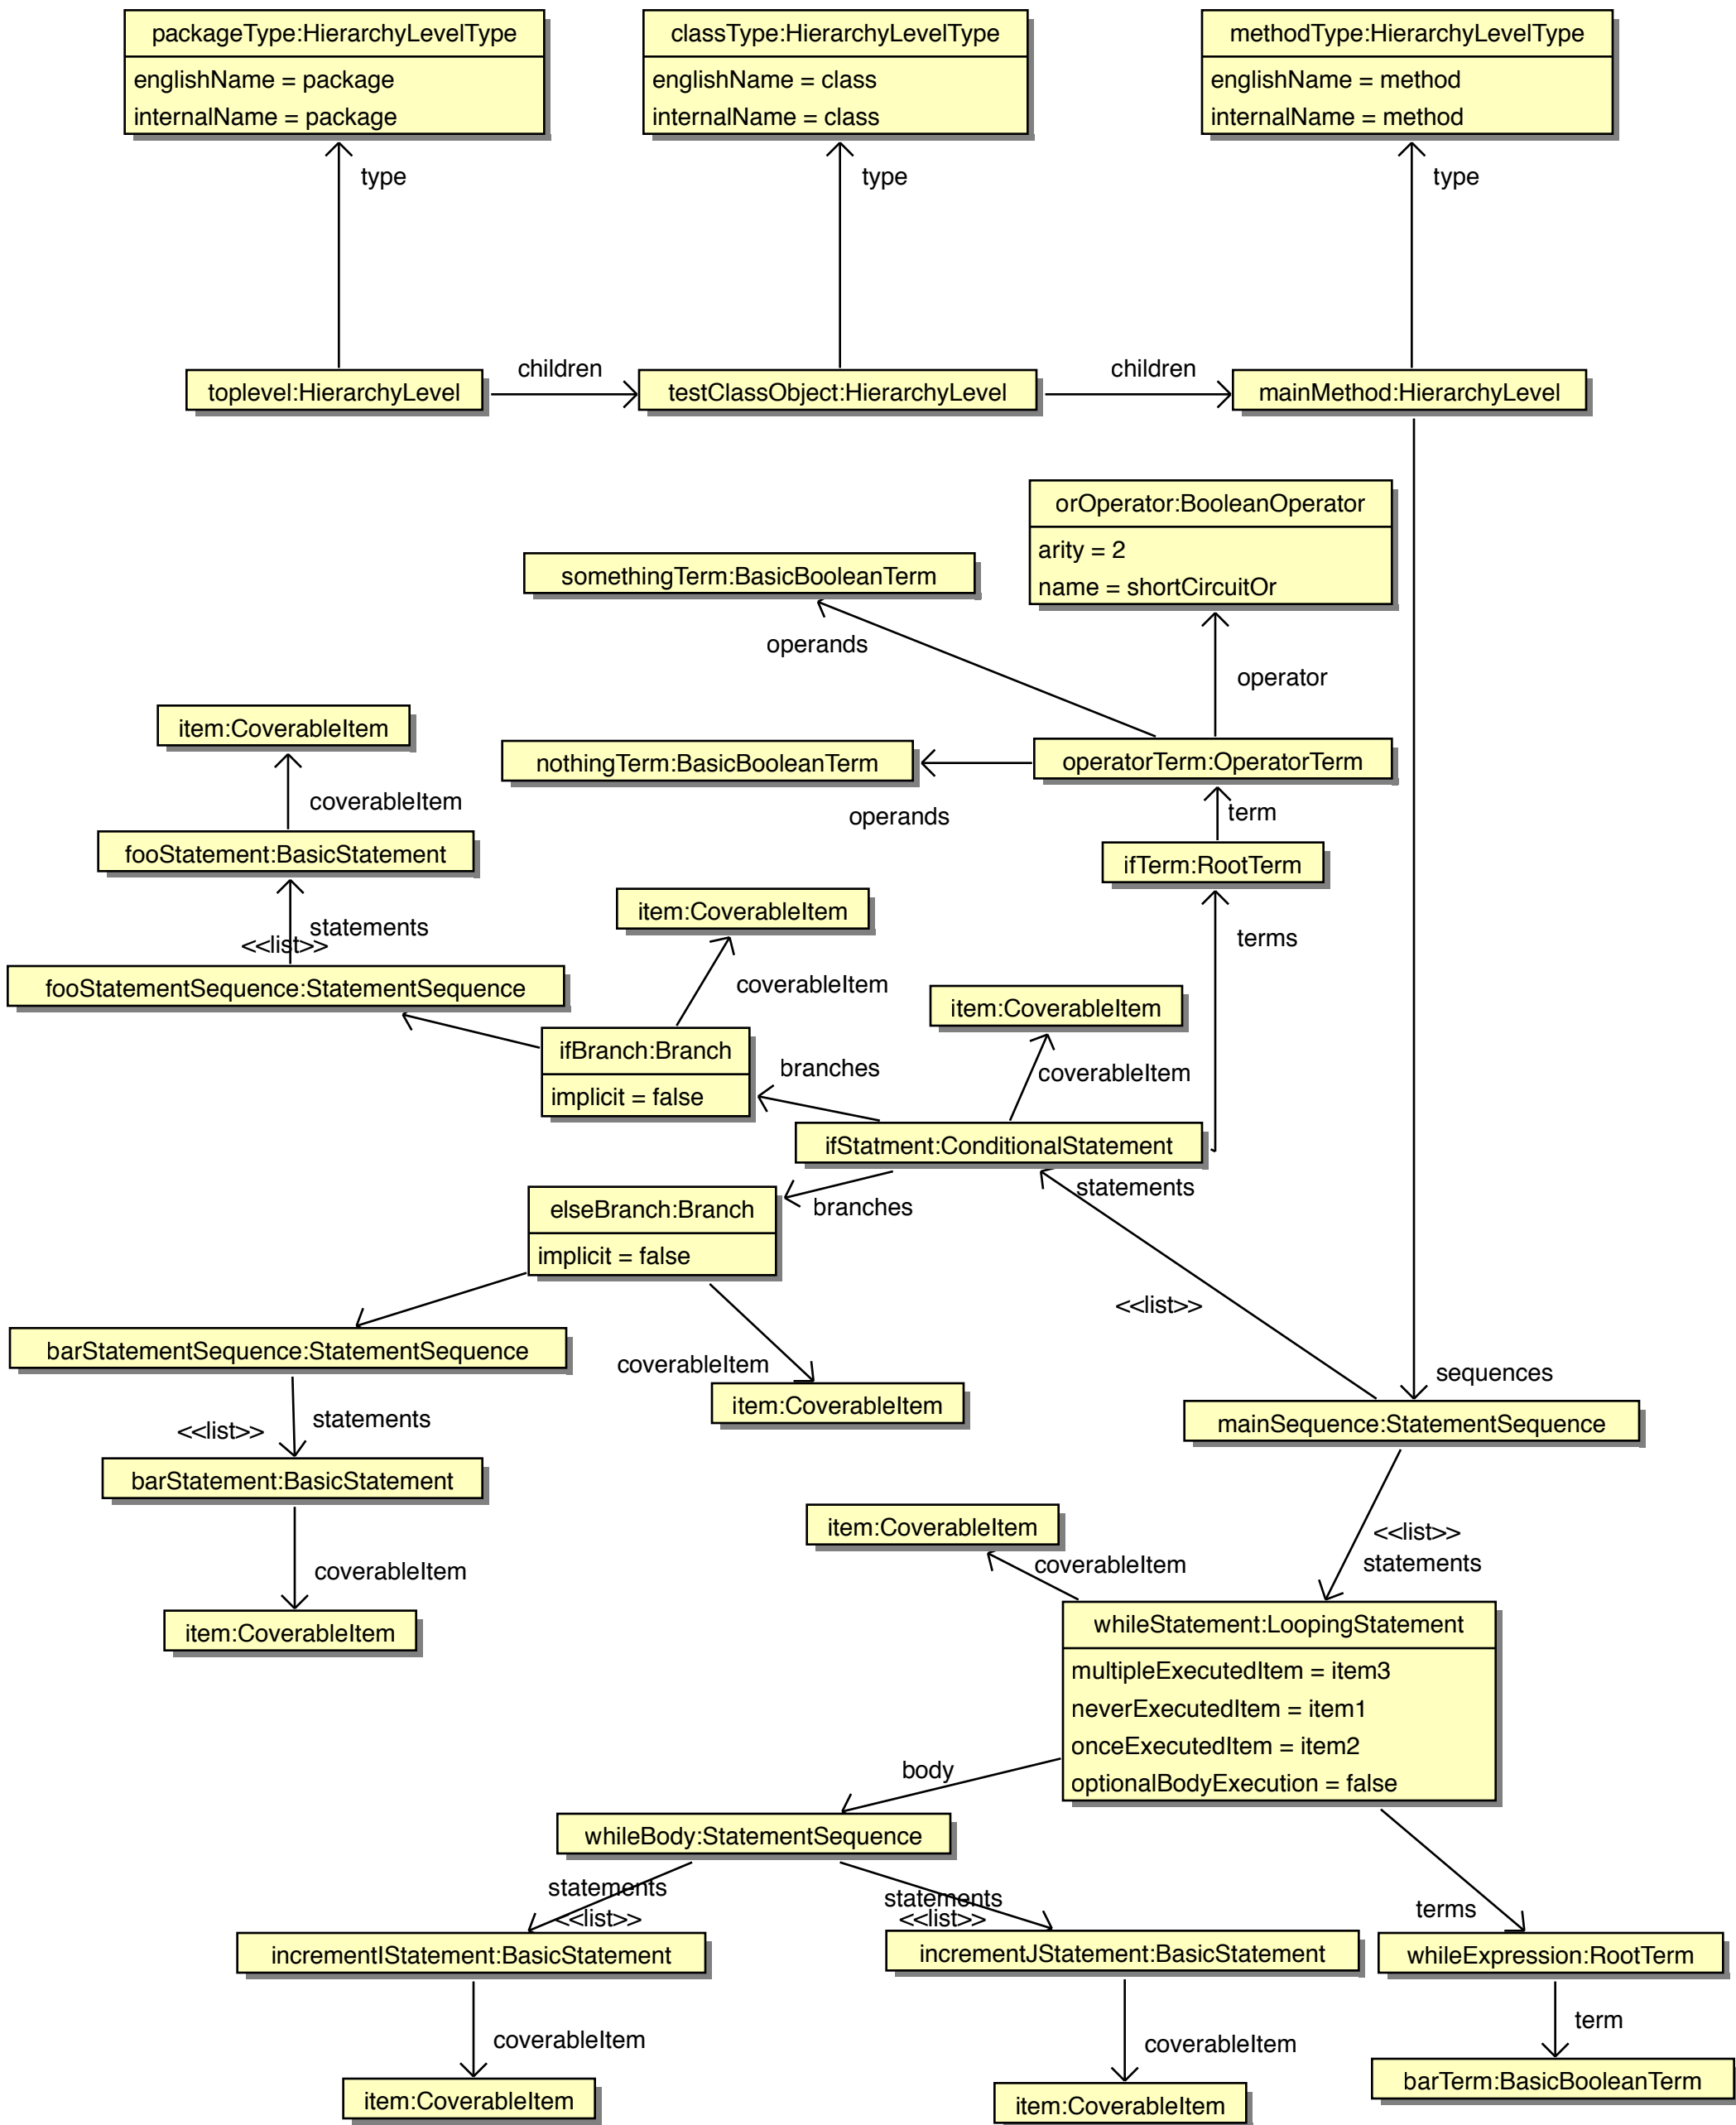 packageType:HierarchyLevelType
englishName = package
internalName = package
classType:HierarchyLevelType
englishName = class
internalName = class
methodType:HierarchyLevelType
englishName = method
internalName = method
type
type
type
toplevel:HierarchyLevel
children
testClassObject:HierarchyLevel
children
mainMethod:HierarchyLevel
orOperator:BooleanOperator
arity = 2
name = shortCircuitOr
somethingTerm:BasicBooleanTerm
operands
operator
item:CoverableItem
nothingTerm:BasicBooleanTerm
operatorTerm:OperatorTerm
coverableItem
operands
term
fooStatement:BasicStatement
ifTerm:RootTerm
item:CoverableItem
statements
<<list>>
terms
fooStatementSequence:StatementSequence
coverableItem
item:CoverableItem
ifBranch:Branch
implicit = false
branches
coverableItem
ifStatment:ConditionalStatement
statements
elseBranch:Branch
implicit = false
branches
<<list>>
barStatementSequence:StatementSequence
coverableItem
item:CoverableItem
sequences
mainSequence:StatementSequence
<<list>>
statements
barStatement:BasicStatement
item:CoverableItem
<<list>>
statements
coverableItem
coverableItem
item:CoverableItem
whileStatement:LoopingStatement
multipleExecutedItem = item3
neverExecutedItem = item1
onceExecutedItem = item2
optionalBodyExecution = false
body
whileBody:StatementSequence
statements
<<list>>
statements
<<list>>
terms
incrementIStatement:BasicStatement
incrementJStatement:BasicStatement
whileExpression:RootTerm
coverableItem
coverableItem
term
item:CoverableItem
item:CoverableItem
barTerm:BasicBooleanTerm